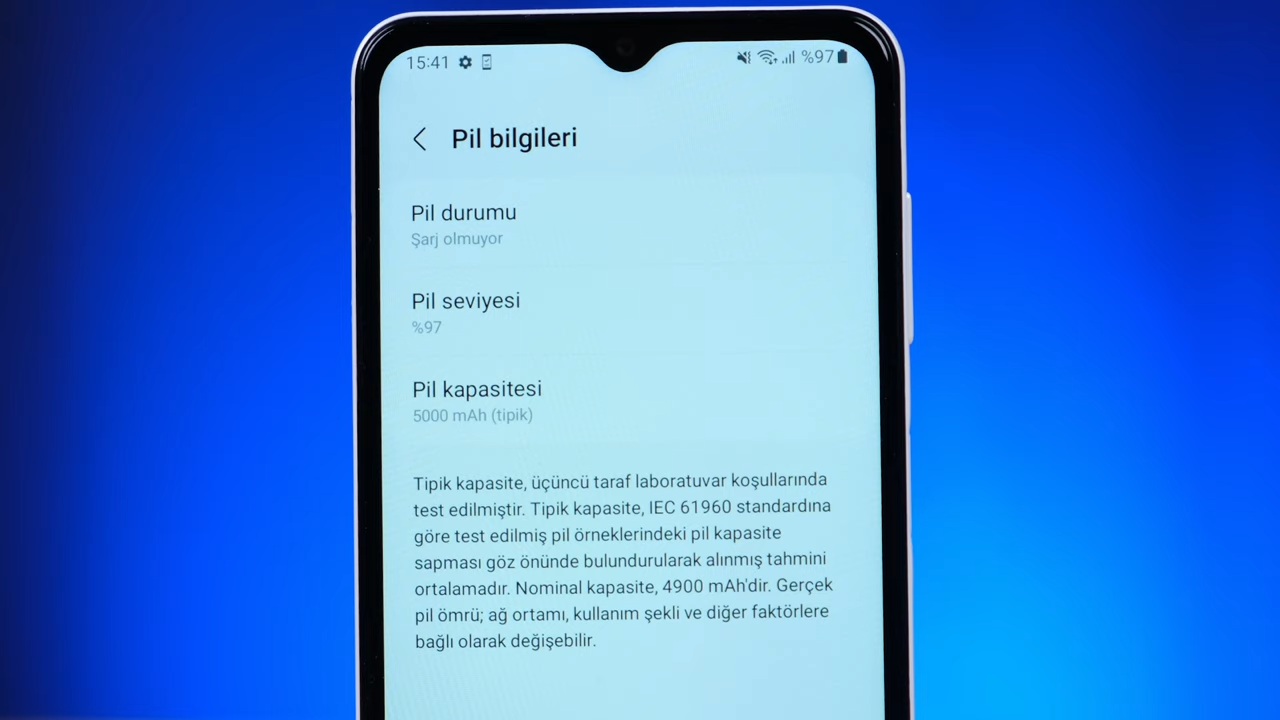 15:41 %97
Pil bilgileri
Pil durumu
Şarj olmuyor
Pil seviyesi
%97
Pil kapasitesi
5000 mAh (tipik)
Tipik kapasite, üçüncü taraf laboratuvar koşullarında
test edilmiştir. Tipik kapasite, IEC 61960 standardına
göre test edilmiş pil örneklerindeki pil kapasite
sapması göz önünde bulundurularak alınmış tahmini
ortalamadır. Nominal kapasite, 4900 mAh'dir. Gerçek
pil ömrü; ağ ortamı, kullanım şekli ve diğer faktörlere
bağlı olarak değişebilir.